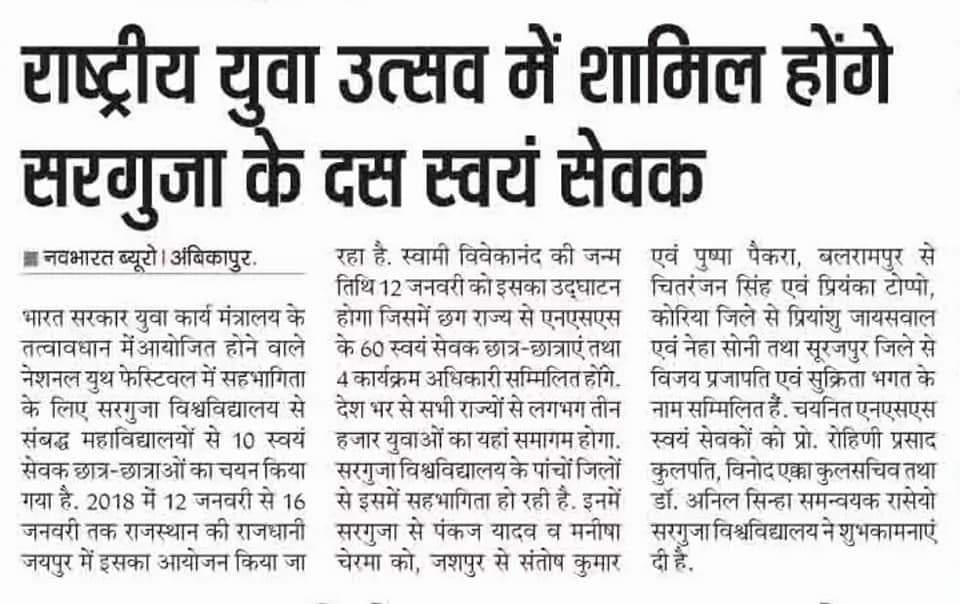 राष्ट्रीय युवा उत्सव में शामिल होंगे
सरगुजा के दस स्वयं सेवक
नवभारत ब्यूरो। अंबिकापुर.
भारत सरकार युवा कार्य मंत्रालय के
तत्वावधान में आयोजित होने वाले
नेशनल युथ फेस्टिवल में सहभागिता
के लिए सरगुजा विश्वविद्यालय से
संबद्ध महाविद्यालयों से 10 स्वयं
सेवक छात्र-छात्राओं का चयन किया
गया है. 2018 में 12 जनवरी से 16
जनवरी तक राजस्थान की राजधानी
जयपुर में इसका आयोजन किया जा
रहा है. स्वामी विवेकानंद की जन्म
तिथि 12 जनवरी को इसका उद्घाटन
होगा जिसमें छग राज्य से एनएसएस
के 60 स्वयं सेवक छात्र-छात्राएं तथा
4 कार्यक्रम अधिकारी सम्मिलित होंगे.
देश भर से सभी राज्यों से लगभग तीन
हजार युवाओं का यहां समागम होगा.
सरगुजा विश्वविद्यालय के पांचों जिलों
से इसमें सहभागिता हो रही है. इनमें
सरगुजा से पंकज यादव व मनीषा
चेरमा को, जशपुर से संतोष कुमार
एवं पुष्पा पैकरा, बलरामपुर से
चितरंजन सिंह एवं प्रियंका टोप्पो,
कोरिया जिले से प्रियांशु जायसवाल
एवं नेहा सोनी तथा सूरजपुर जिले से
विजय प्रजापति एवं सुक्रिता भगत के
नाम सम्मिलित हैं. चयनित एनएसएस
स्वयं सेवकों को प्रो. रोहिणी प्रसाद
कुलपति, विनोद एक्का कुलसचिव तथा
डॉ. अनिल सिन्हा समन्वयक रासेयो
सरगुजा विश्वविद्यालय ने शुभकामनाएं
दी है.